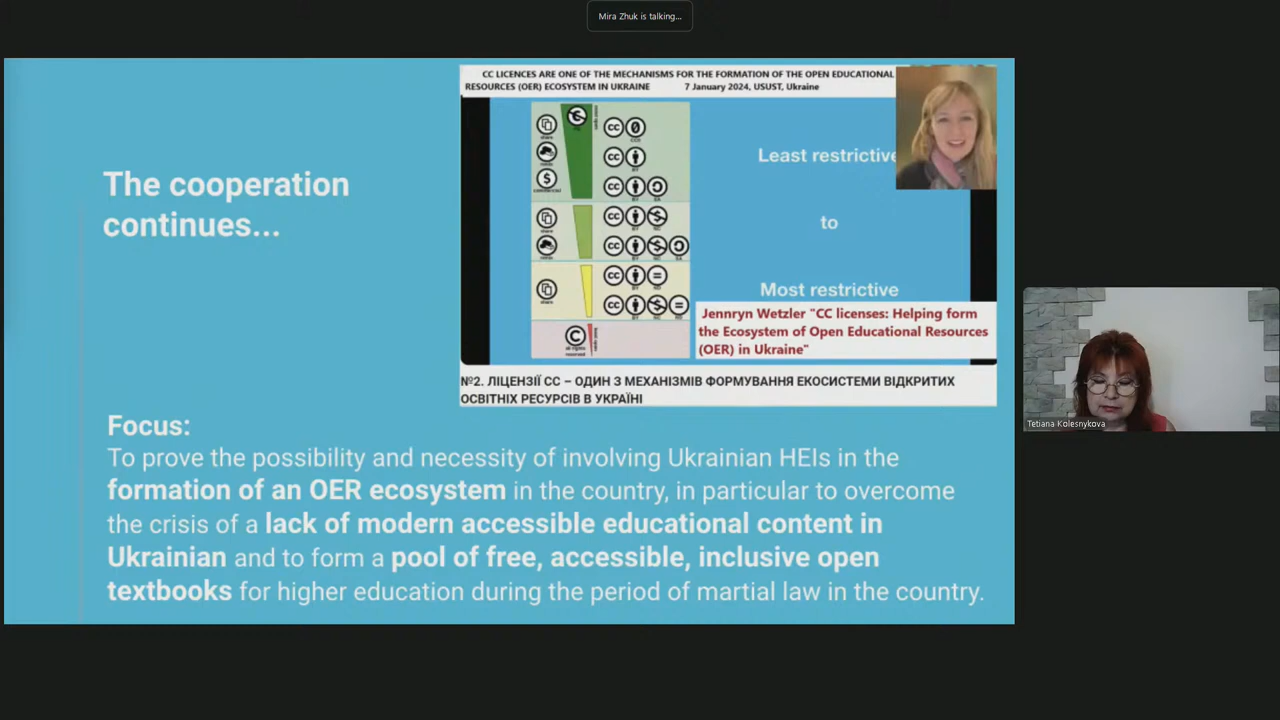 Mira Zhuk is talking...
The cooperation
continues...
CC LICENCES ARE ONE OF THE MECHANISMS FOR THE FORMATION OF THE OPEN EDUCATIONAL
RESOURCES (OER) ECOSYSTEM IN UKRAINE 7 January 2024, USUST, Ukraine
Least restrictive
to
Most restrictive
Jennryn Wetzler "CC licenses: Helping form
the Ecosystem of Open Educational Resources
(OER) in Ukraine"
№2. ЛІЦЕНЗІЇ СС – ОДИН З МЕХАНІЗМІВ ФОРМУВАННЯ ЕКОСИСТЕМИ ВІДКРИТИХ
ОСВІТНІХ РЕСУРСІВ В УКРАЇНІ
Focus:
To prove the possibility and necessity of involving Ukrainian HEIs in the
formation of an OER ecosystem in the country, in particular to overcome
the crisis of a lack of modern accessible educational content in
Ukrainian and to form a pool of free, accessible, inclusive open
textbooks for higher education during the period of martial law in the country.
Tetiana Kolesnykova